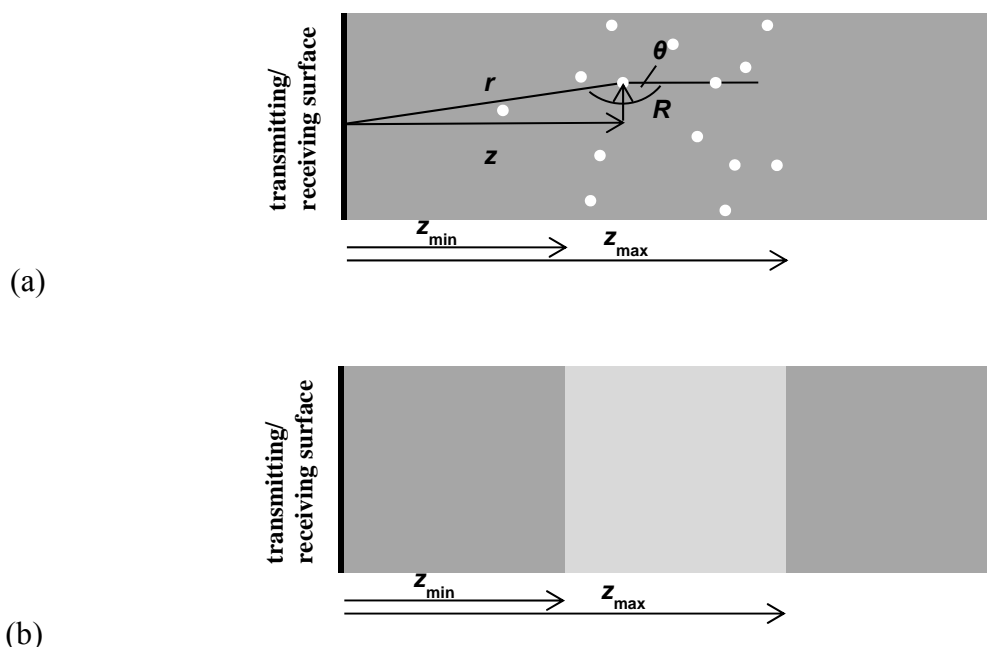 transmitting/
receiving surface
r
θ
R
z
z min
z max
(a)
transmitting/
receiving surface
z min
z max
(b)